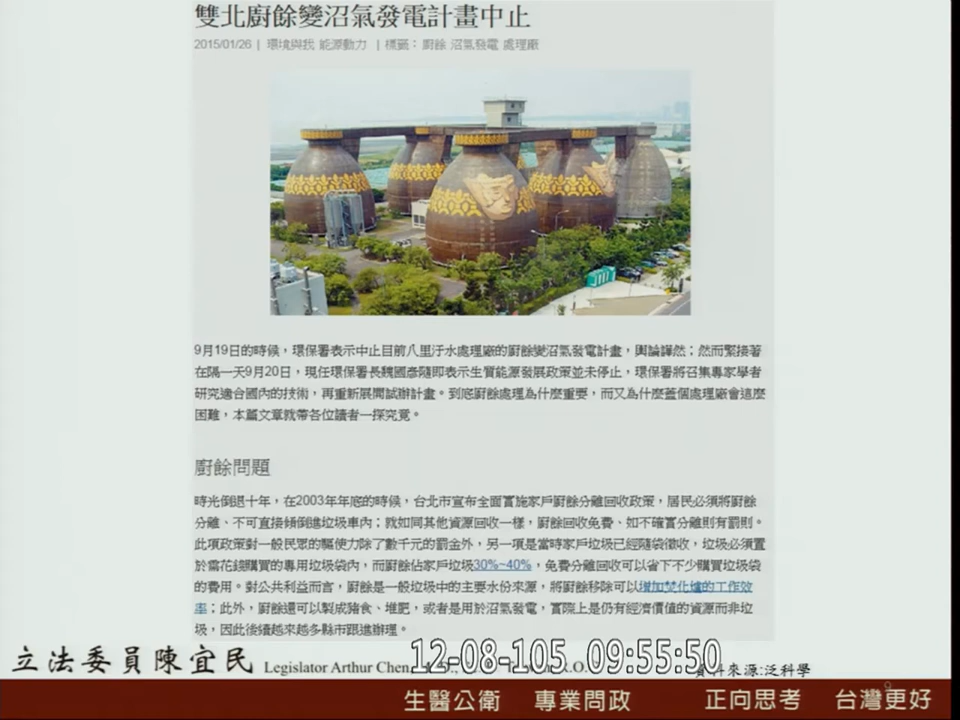 雙北廚餘變沼氣發電計畫中止
2015/01/26 | 環境與我 能源動力 | 標籤： 廚餘 沼氣發電 處理廠
9月19日的時候，環保署表示中止目前八里汙水處理廠的廚餘變沼氣發電計畫，輿論譁然；然而緊接著
在隔一天9月20日，現任環保署長魏國彥隨即表示生質能源發展政策並未停止，環保署將召集專家學者
研究適合國內的技術，再重新展開試辦計畫。到底廚餘處理為什麼重要，而又為什麼蓋個處理廠會這麼
困難，本篇文章就帶各位讀者一探究竟。
廚餘問題
時光倒退十年，在2003年年底的時候，台北市宣布全面實施家戶廚餘分離回收政策，居民必須將廚餘
分離、不可直接傾倒進垃圾車內；就如同其他資源回收一樣，廚餘回收免費、如不確實分離則有罰則。
此項政策對一般民眾的驅使力除了數千元的罰金外，另一項是當時家戶垃圾已經隨袋徵收，垃圾必須置
於需花錢購買的專用垃圾袋內，而廚餘佔家戶垃圾30%~40%，免費分離回收可以省下不少購買垃圾袋
的費用。對公共利益而言，廚餘是一般垃圾中的主要水份來源，將廚餘移除可以增加焚化爐的工作效
率；此外，廚餘還可以製成豬食、堆肥，或者是用於沼氣發電，實際上是仍有經濟價值的資源而非垃
圾，因此後續越來越多縣市跟進辦理。
立法委員陳宜民 Legislator Arthur Chen
12-08-105 09:55:50
資料來源:泛科學
9
生醫公衛 專業問政 正向思考 台灣更好